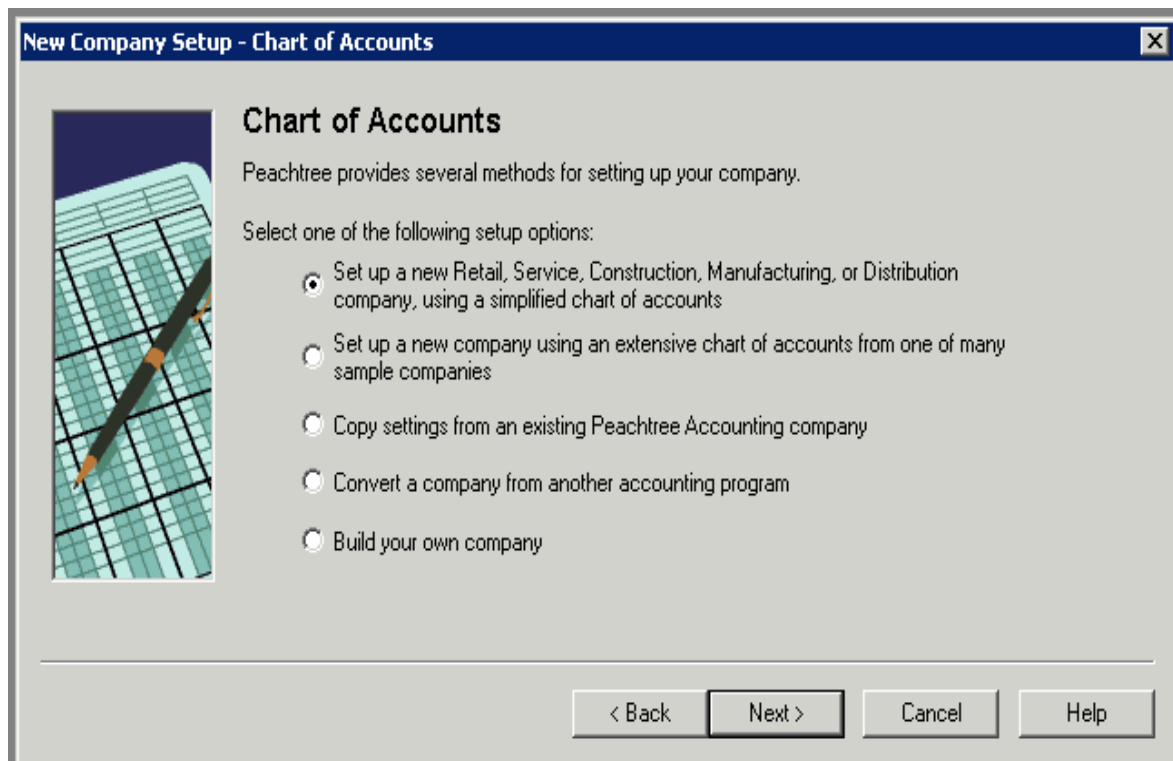 New Company Setup - Chart of Accounts
Chart of Accounts
Peachtree provides several methods for setting up your company.
Select one of the following setup options:
Set up a new Retail, Service, Construction, Manufacturing, or Distribution
company, using a simplified chart of accounts
Set up a new company using an extensive chart of accounts from one of many
sample companies
Copy settings from an existing Peachtree Accounting company
Convert a company from another accounting program
Build your own company
< Back
Next >
Cancel
Help